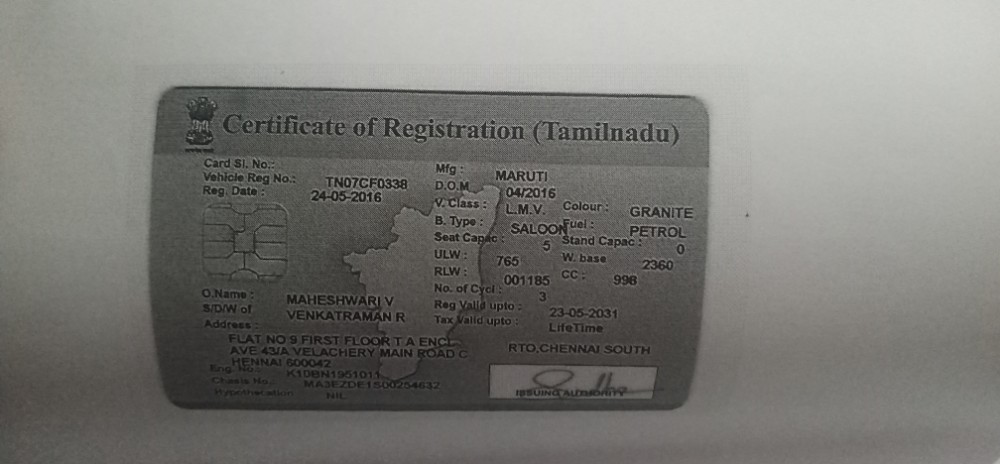 Certificate of Registration (Tamilnadu)
Card Sl. No.:
Vehicle Reg No.: TN07CF0338
Reg. Date : 24-05-2016
Mfg : MARUTI
D.O.M 04/2016
V. Class : L.M.V. Colour : GRANITE
B. Type : SALOON Fuel : PETROL
Seat Capac : 5 Stand Capac : 0
ULW : 765 W. base 2360
RLW : 001185 CC : 998
No. of Cycl : 3
Reg Valid upto : 23-05-2031
Tax Valid upto : LifeTime
O.Name : MAHESHWARI V
S/D/W of VENKATRAMAN R
Address :
FLAT NO 9 FIRST FLOOR T A ENCL
AVE 43/A VELACHERY MAIN ROAD C
HENNAI 600042
RTO,CHENNAI SOUTH
Eng. No. : K10BN1951011
Chasis No. MA3EZDE1S00254632
Hypothecation NIL
ISSUING AUTHORITY